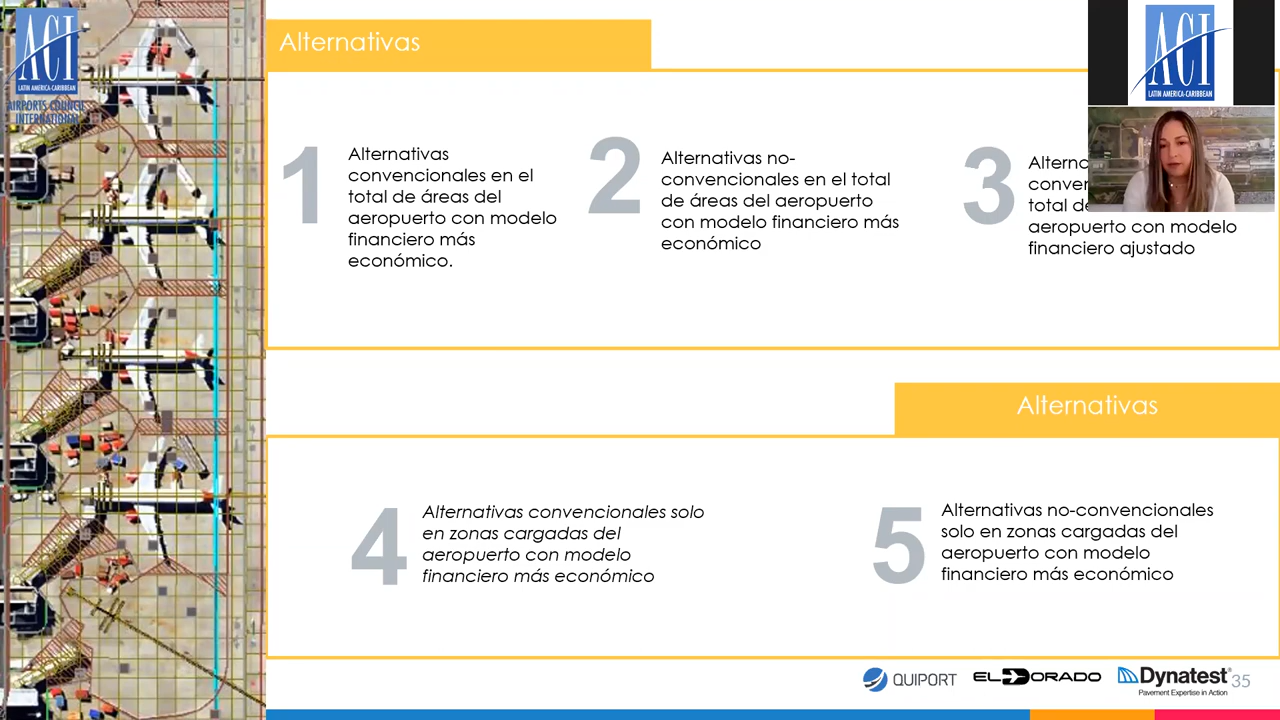 ACI
LATIN AMERICA-CARIBBEAN
AIRPORTS COUNCIL
INTERNATIONAL
Alternativas
ACI
LATIN AMERICA-CARIBBEAN
1
Alternativas
convencionales en el
total de áreas del
aeropuerto con modelo
financiero más
económico.
2
Alternativas no-
convencionales en el total
de áreas del aeropuerto
con modelo financiero más
económico
3
total de
aeropuerto con modelo
financiero ajustado
Alternativas
4
Alternativas convencionales solo
en zonas cargadas del
aeropuerto con modelo
financiero más económico
5
Alternativas no-convencionales
solo en zonas cargadas del
aeropuerto con modelo
financiero más económico
QUIPORT
ELDORADO
Dynatest®
Pavement Expertise in Action
35